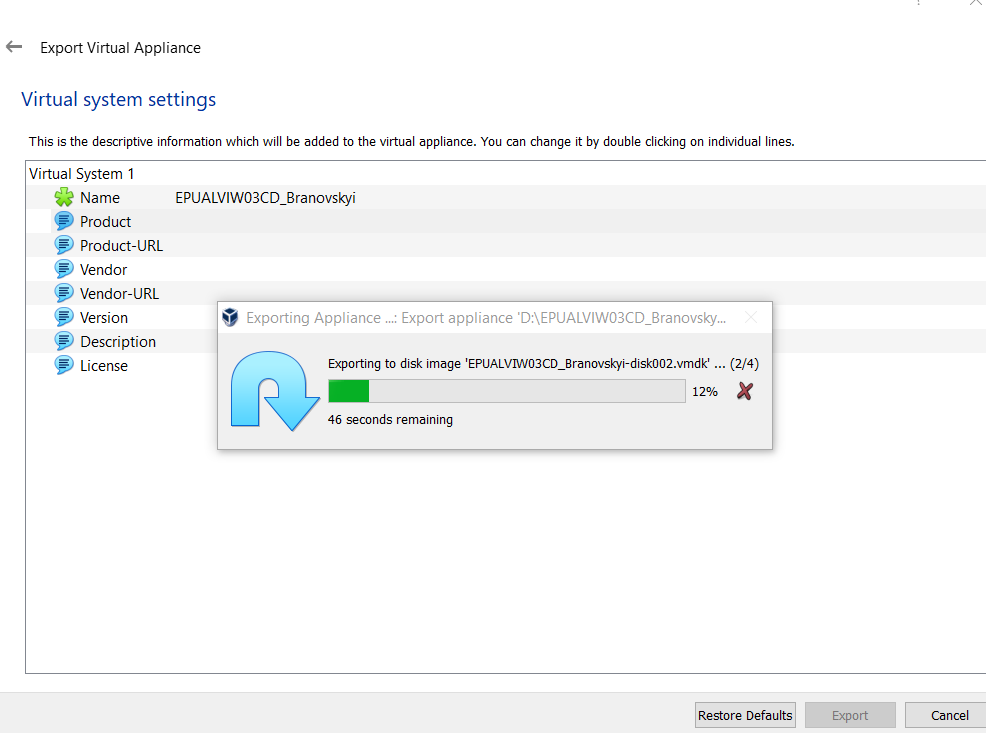 Export Virtual Appliance
Virtual system settings
This is the descriptive information which will be added to the virtual appliance. You can change it by double clicking on individual lines.
Virtual System 1
Name EPUALVIW03CD_Branovskyi
Product
Product-URL
Vendor
Vendor-URL
Version
Description
License
Exporting Appliance ...: Export appliance 'D:\EPUALVIW03CD_Branovsky...
Exporting to disk image 'EPUALVIW03CD_Branovskyi-disk002.vmdk' ... (2/4)
12%
46 seconds remaining
Restore Defaults Export Cancel